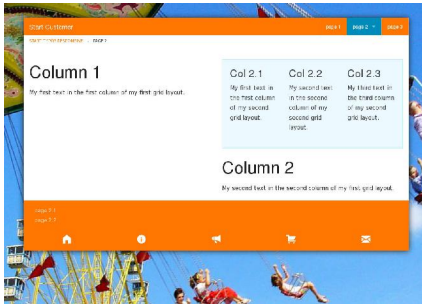 Start Customer
page 1
page 2
page 3
PAGE 2
Column 1
My first text in the first column of my first grid layout.
Col 2.1
My first text in
the first column
of my second
grid layout.
Col 2.2
My second text
in the second
column of my
second grid
layout.
Col 2.3
My third text in
the third column
of my second
grid layout.
Column 2
My second text in the second column of my first grid layout.
page 2.1
page 2.2